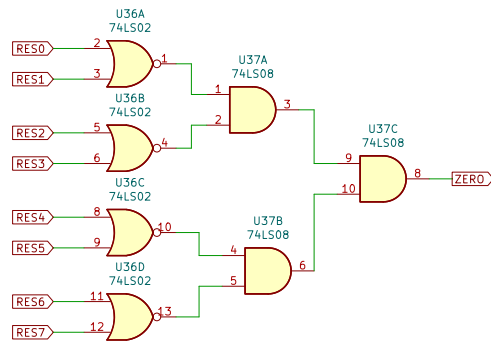 U36A
74LS02
RES0
2
1
RES1
3
U37A
74LS08
1
2
3
U36B
74LS02
RES2
5
4
RES3
6
U37C
74LS08
9
10
8
ZERO
U36C
74LS02
RES4
8
10
RES5
9
U37B
74LS08
4
5
6
U36D
74LS02
RES6
11
13
RES7
12